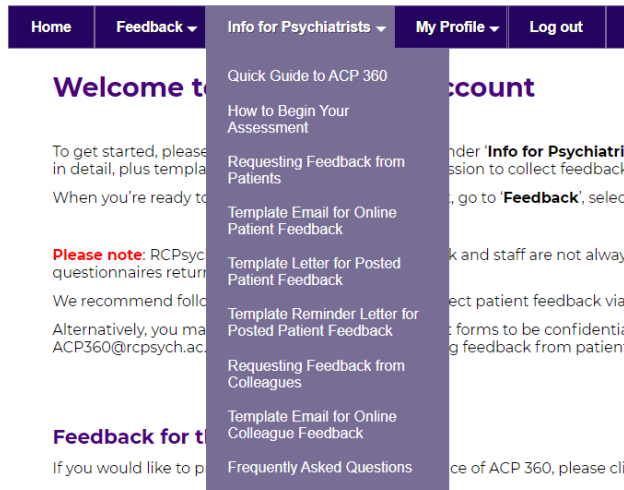 Home Feedback Info for Psychiatrists My Profile Log out
Welcome t ccount
Quick Guide to ACP 360
How to Begin Your
Assessment
To get started, please nder 'Info for Psychiatri
in detail, plus templa ssion to collect feedback
Requesting Feedback from
Patients
When you're ready to , go to 'Feedback', selec
Template Email for Online
Patient Feedback
Please note: RCPsyc k and staff are not alway
questionnaires retur
Template Letter for Posted
Patient Feedback
We recommend follo ect patient feedback via
Template Reminder Letter for
Posted Patient Feedback
Alternatively, you ma t forms to be confidentia
ACP360@rcpsych.ac. g feedback from patien
Requesting Feedback from
Colleagues
Template Email for Online
Colleague Feedback
Feedback for t
Frequently Asked Questions
If you would like to p ce of ACP 360, please cli